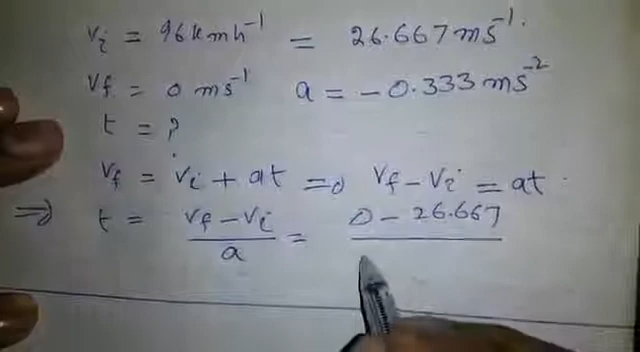 vi = 96 kmh⁻¹ = 26.667 ms⁻¹.
vf = 0 ms⁻¹ a = -0.333 ms⁻²
t = ?
vf = vi + at => vf - vi = at.
=> t = vf - vi / a = 0 - 26.667